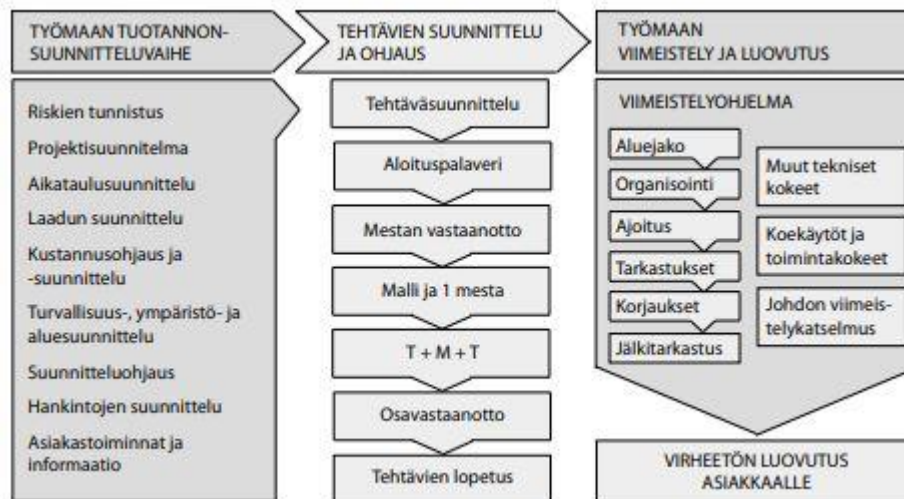 TYÖMAAN TUOTANNON-
SUUNNITTELUVAIHE
Riskien tunnistus
Projektisuunnitelma
Aikataulusuunnittelu
Laadun suunnittelu
Kustannusohjaus ja
-suunnittelu
Turvallisuus-, ympäristö- ja
aluesuunnittelu
Suunnitteluohjaus
Hankintojen suunnittelu
Asiakastoiminnat ja
informaatio
TEHTÄVIEN SUUNNITTELU
JA OHJAUS
Tehtäväsuunnittelu
Aloituspalaveri
Mestan vastaanotto
Malli ja 1 mesta
T + M + T
Osavastaanotto
Tehtävien lopetus
TYÖMAAN
VIIMEISTELY JA LUOVUTUS
VIIMEISTELYOHJELMA
Aluejako
Organisointi
Ajoitus
Tarkastukset
Korjaukset
Jälkitarkastus
Muut tekniset
kokeet
Koekäytöt ja
toimintakokeet
Johdon viimeis-
telykatselmus
VIRHEETÖN LUOVUTUS
ASIAKKAALLE